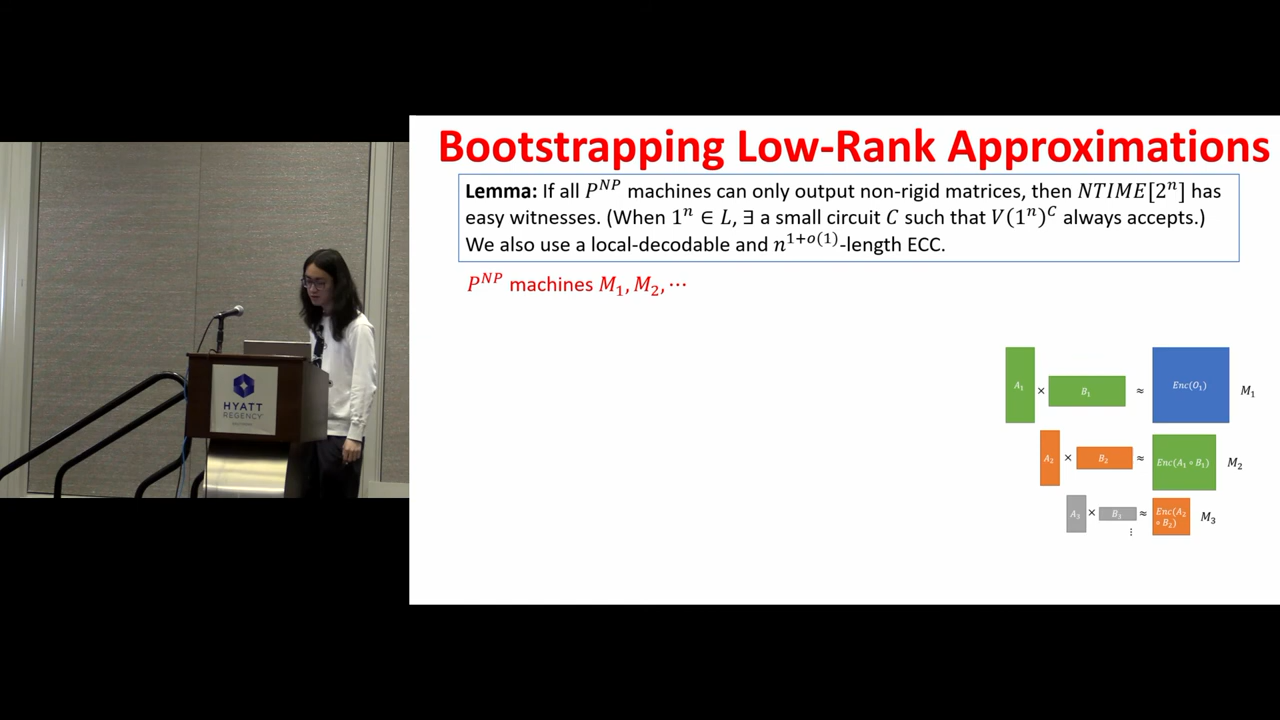 Bootstrapping Low-Rank Approximations
Lemma: If all P^{NP} machines can only output non-rigid matrices, then NTIME[2^n] has
easy witnesses. (When 1^n ∈ L, ∃ a small circuit C such that V(1^n)^C always accepts.)
We also use a local-decodable and n^{1+o(1)}-length ECC.
P^{NP} machines M_1, M_2, ⋯
A_1 × B_1 ≈ Enc(O_1) M_1
A_2 × B_2 ≈ Enc(A_1 ∘ B_1) M_2
A_3 × B_3 ≈ Enc(A_2
∘ B_2) M_3
⋮
HYATT
REGENCY